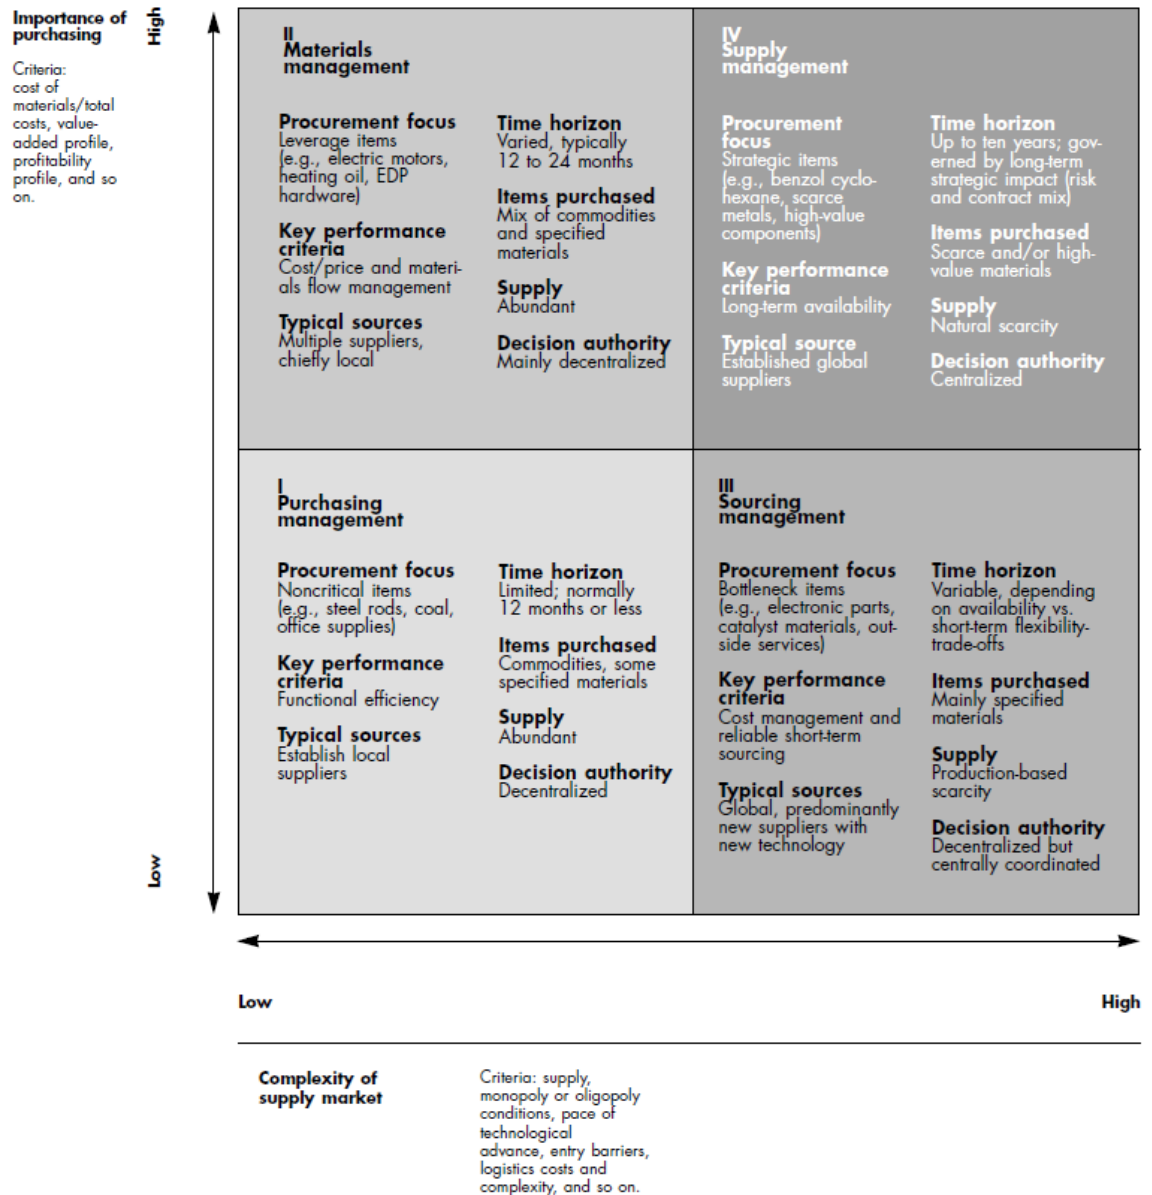 Importance of
purchasing
Criteria:
cost of
materials/total
costs, value-
added profile,
profitability
profile, and so
on.
High
Low
II
Materials
management
Procurement focus
Leverage items
(e.g., electric motors,
heating oil, EDP
hardware)
Key performance
criteria
Cost/price and materi-
als flow management
Typical sources
Multiple suppliers,
chiefly local
Time horizon
Varied, typically
12 to 24 months
Items purchased
Mix of commodities
and specified
materials
Supply
Abundant
Decision authority
Mainly decentralized
IV
Supply
management
Procurement
focus
Strategic items
(e.g., benzol cyclo-
hexane, scarce
metals, high-value
components)
Key performance
criteria
Long-term availability
Typical source
Established global
suppliers
Time horizon
Up to ten years; gov-
erned by long-term
strategic impact (risk
and contract mix)
Items purchased
Scarce and/or high-
value materials
Supply
Natural scarcity
Decision authority
Centralized
I
Purchasing
management
Procurement focus
Noncritical items
(e.g., steel rods, coal,
office supplies)
Key performance
criteria
Functional efficiency
Typical sources
Establish local
suppliers
Time horizon
Limited; normally
12 months or less
Items purchased
Commodities, some
specified materials
Supply
Abundant
Decision authority
Decentralized
III
Sourcing
management
Procurement focus
Bottleneck items
(e.g., electronic parts,
catalyst materials, out-
side services)
Key performance
criteria
Cost management and
reliable short-term
sourcing
Typical sources
Global, predominantly
new suppliers with
new technology
Time horizon
Variable, depending
on availability vs.
short-term flexibility-
trade-offs
Items purchased
Mainly specified
materials
Supply
Production-based
scarcity
Decision authority
Decentralized but
centrally coordinated
Low
High
Complexity of
supply market
Criteria: supply,
monopoly or oligopoly
conditions, pace of
technological
advance, entry barriers,
logistics costs and
complexity, and so on.